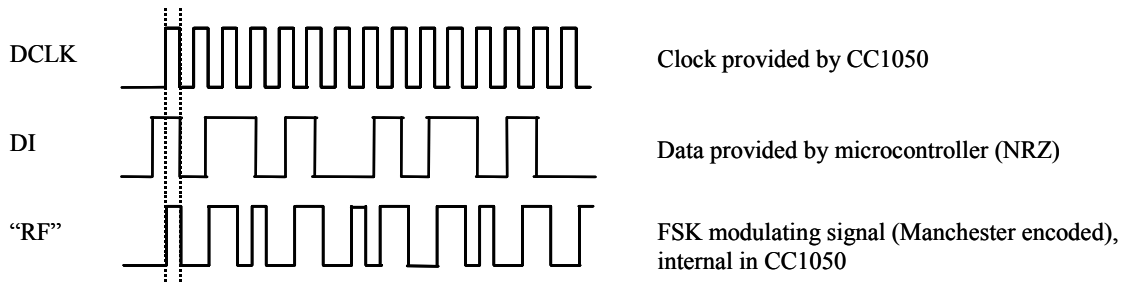 DCLK
Clock provided by CC1050
DI
Data provided by microcontroller (NRZ)
“RF”
FSK modulating signal (Manchester encoded),
internal in CC1050